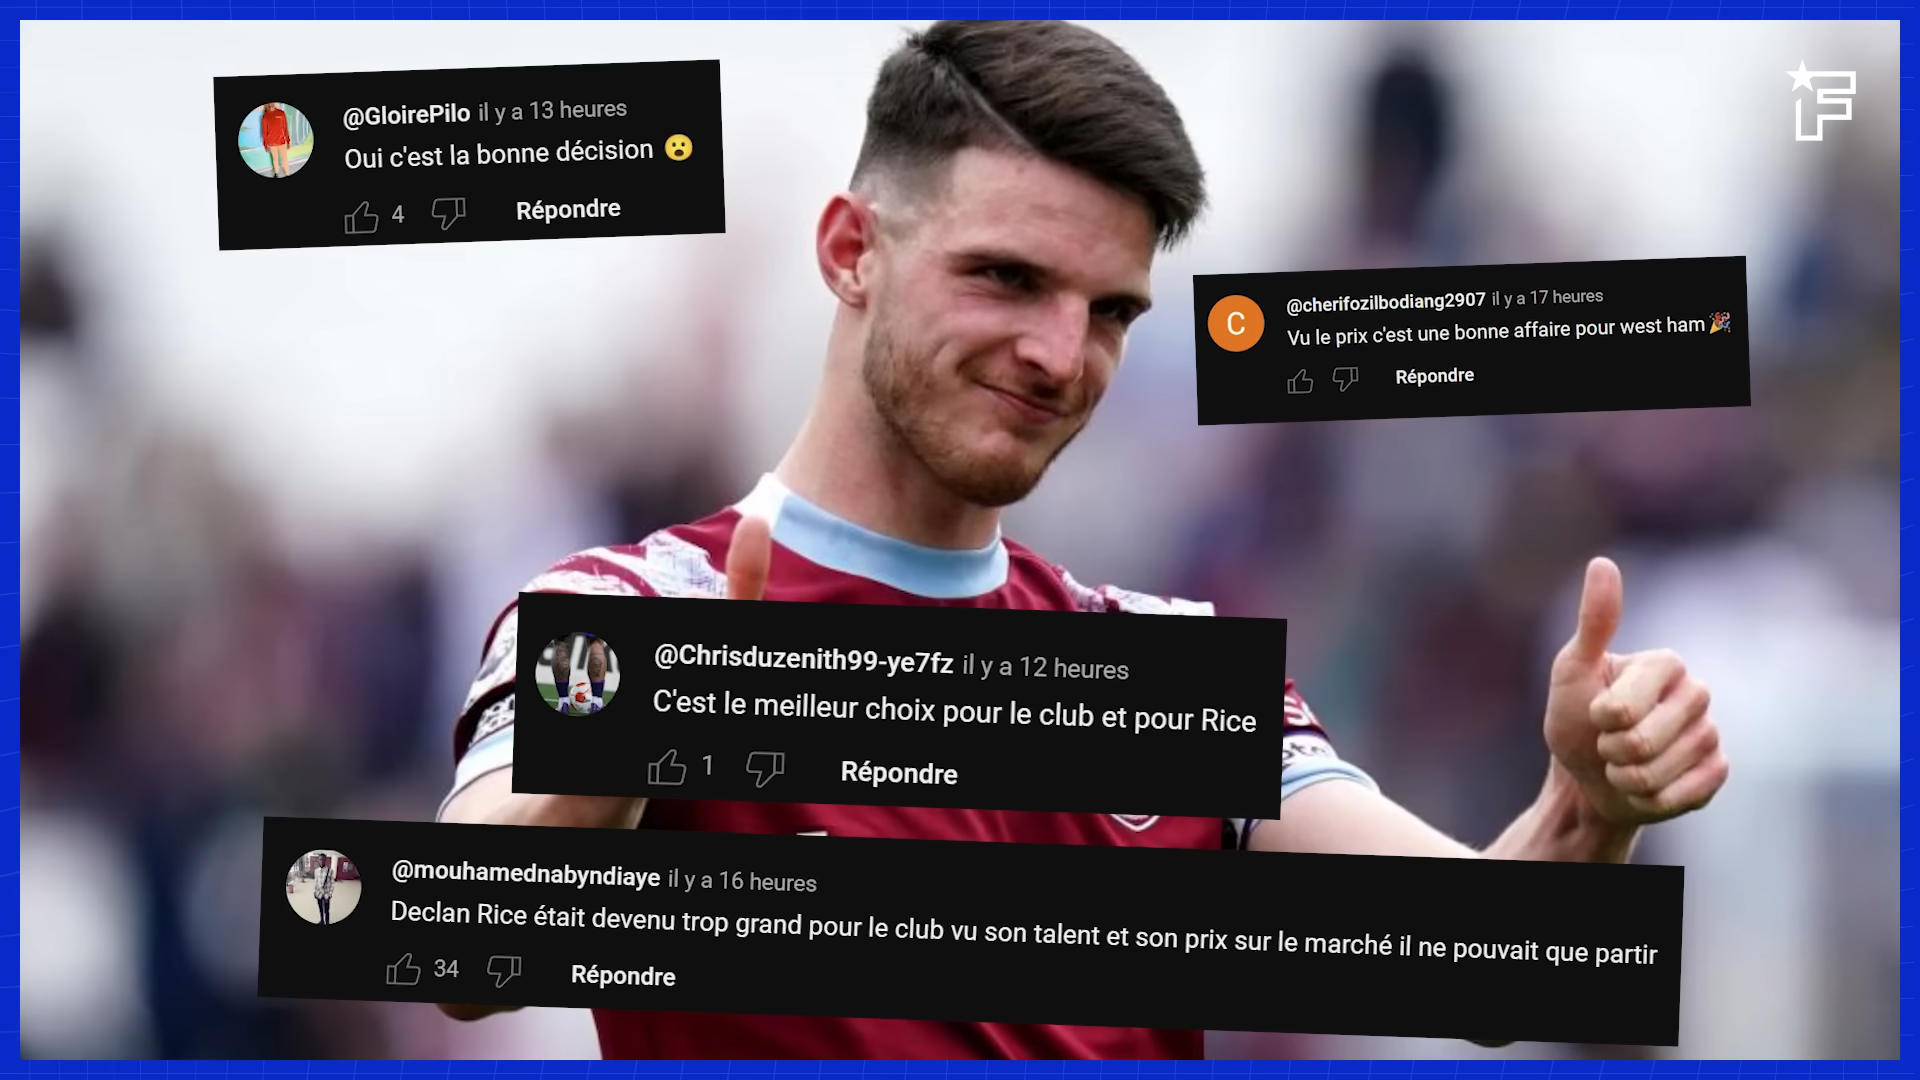 @GloirePilo il y a 13 heures
Oui c'est la bonne décision 😮
4 Répondre
C
@cherifozilbodiang2907 il y a 17 heures
Vu le prix c'est une bonne affaire pour west ham 🎉
Répondre
@Chrisduzenith99-ye7fz il y a 12 heures
C'est le meilleur choix pour le club et pour Rice
1 Répondre
@mouhamednabyndiaye il y a 16 heures
Declan Rice était devenu trop grand pour le club vu son talent et son prix sur le marché il ne pouvait que partir
34 Répondre